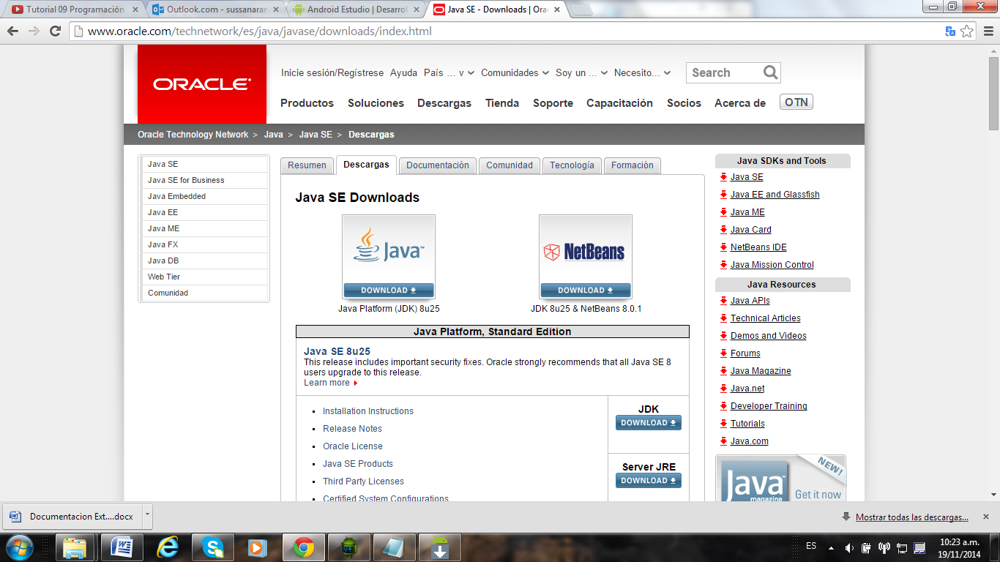 Tutorial 09 Programación
Outlook.com - sussanaran
Android Estudio | Desarrol
Java SE - Downloads | Ora
www.oracle.com/technetwork/es/java/javase/downloads/index.html
ORACLE
Inicie sesión/Regístrese Ayuda País ... v Comunidades Soy un ... Necesito... Search
Productos Soluciones Descargas Tienda Soporte Capacitación Socios Acerca de OTN
Oracle Technology Network > Java > Java SE > Descargas
Java SE
Java SE for Business
Java Embedded
Java EE
Java ME
Java FX
Java DB
Web Tier
Comunidad
Resumen Descargas Documentación Comunidad Tecnología Formación
Java SE Downloads
Java
DOWNLOAD
Java Platform (JDK) 8u25
NetBeans
DOWNLOAD
JDK 8u25 & NetBeans 8.0.1
Java Platform, Standard Edition
Java SE 8u25
This release includes important security fixes. Oracle strongly recommends that all Java SE 8
users upgrade to this release.
Learn more
Installation Instructions
Release Notes
Oracle License
Java SE Products
Third Party Licenses
Certified System Configurations
JDK
DOWNLOAD
Server JRE
DOWNLOAD
Java SDKs and Tools
Java SE
Java EE and Glassfish
Java ME
Java Card
NetBeans IDE
Java Mission Control
Java Resources
Java APIs
Technical Articles
Demos and Videos
Forums
Java Magazine
Java.net
Developer Training
Tutorials
Java.com
NEW!
Java
magazine
Get it now
Documentacion Ext....docx
Mostrar todas las descargas...
ES
10:23 a.m.
19/11/2014